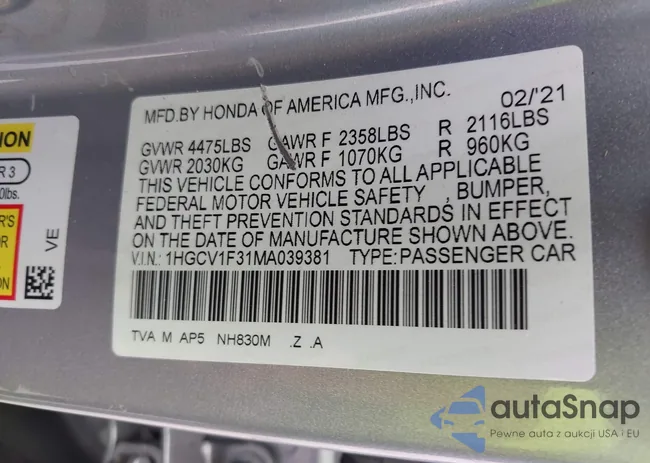 MFD.BY HONDA OF AMERICA MFG.,INC. 02/'21
GVWR 4475LBS GAWR F 2358LBS R 2116LBS
GVWR 2030KG GAWR F 1070KG R 960KG
THIS VEHICLE CONFORMS TO ALL APPLICABLE
FEDERAL MOTOR VEHICLE SAFETY , BUMPER,
AND THEFT PREVENTION STANDARDS IN EFFECT
ON THE DATE OF MANUFACTURE SHOWN ABOVE.
V.I.N.: 1HGCV1F31MA039381 TYPE:PASSENGER CAR
TVA M AP5 NH830M .Z .A
ION
R 3
0lbs.
R'S
OR
VE
autaSnap
Pewne auta z aukcji USA i EU